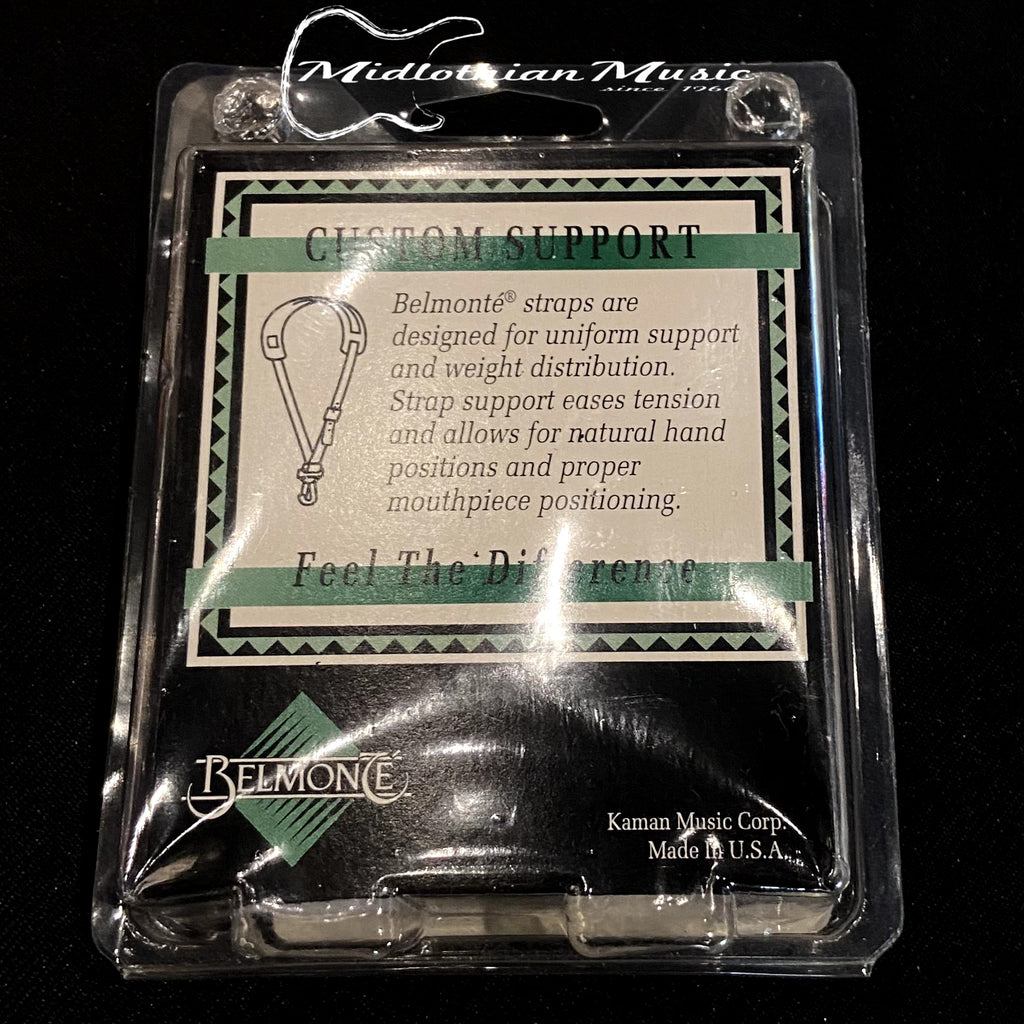 Midlothian Music
since 1966
CUSTOM SUPPORT
Belmonté® straps are
designed for uniform support
and weight distribution.
Strap support eases tension
and allows for natural hand
positions and proper
mouthpiece positioning.
Feel The Difference
BELMONTÉ
Kaman Music Corp.
Made In U.S.A.